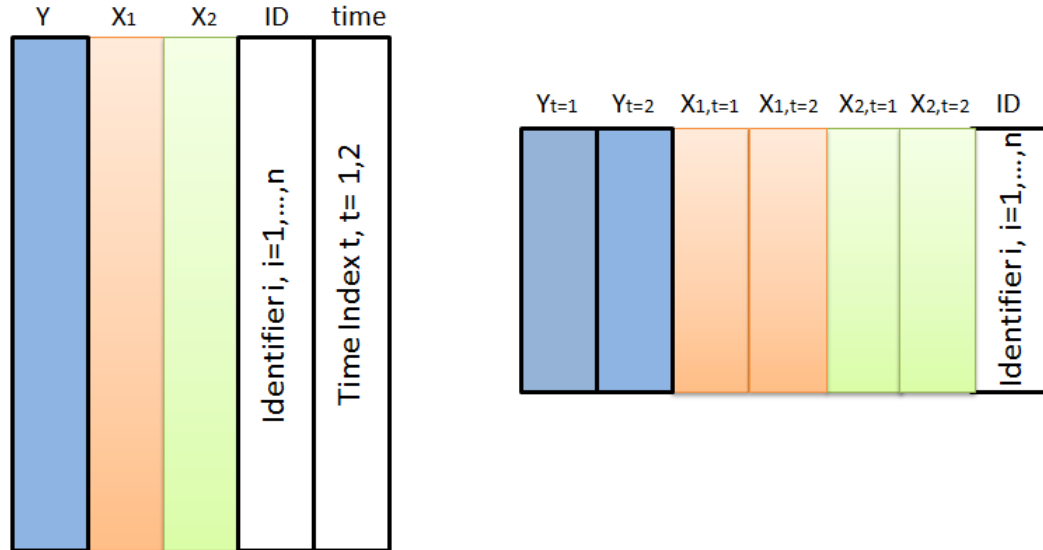 Y X1 X2 ID time
Identifier i, i=1,...,n
Time Index t, t= 1,2
Yt=1 Yt=2 X1,t=1 X1,t=2 X2,t=1 X2,t=2 ID
Identifier i, i=1,...,n